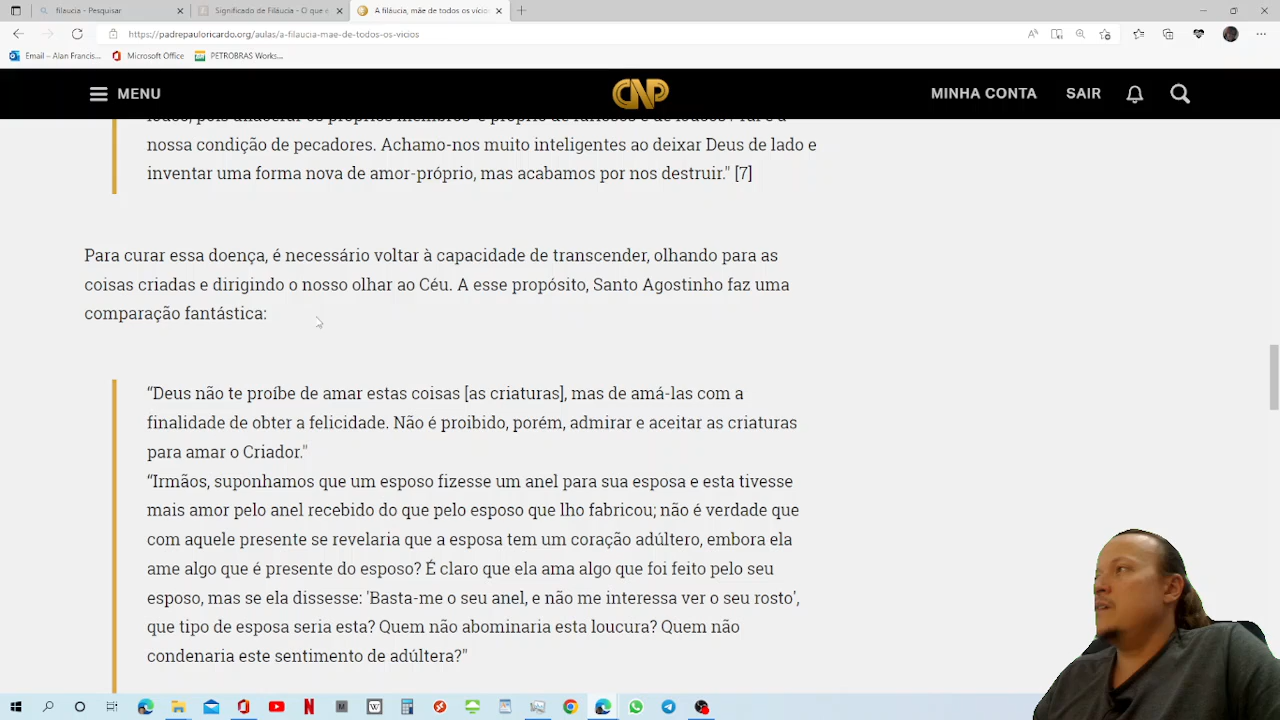 filaucia - Pesquisar
Significado de Filáucia - O que é
A filáucia, mãe de todos os vícios
https://padrepauloricardo.org/aulas/a-filaucia-mae-de-todos-os-vicios
Email – Alan Francis...
Microsoft Office
PETROBRAS Works...
MENU
CNP
MINHA CONTA
SAIR
nossa condição de pecadores. Achamo-nos muito inteligentes ao deixar Deus de lado e
inventar uma forma nova de amor-próprio, mas acabamos por nos destruir." [7]
Para curar essa doença, é necessário voltar à capacidade de transcender, olhando para as
coisas criadas e dirigindo o nosso olhar ao Céu. A esse propósito, Santo Agostinho faz uma
comparação fantástica:
“Deus não te proíbe de amar estas coisas [as criaturas], mas de amá-las com a
finalidade de obter a felicidade. Não é proibido, porém, admirar e aceitar as criaturas
para amar o Criador."
“Irmãos, suponhamos que um esposo fizesse um anel para sua esposa e esta tivesse
mais amor pelo anel recebido do que pelo esposo que lho fabricou; não é verdade que
com aquele presente se revelaria que a esposa tem um coração adúltero, embora ela
ame algo que é presente do esposo? É claro que ela ama algo que foi feito pelo seu
esposo, mas se ela dissesse: 'Basta-me o seu anel, e não me interessa ver o seu rosto',
que tipo de esposa seria esta? Quem não abominaria esta loucura? Quem não
condenaria este sentimento de adúltera?”